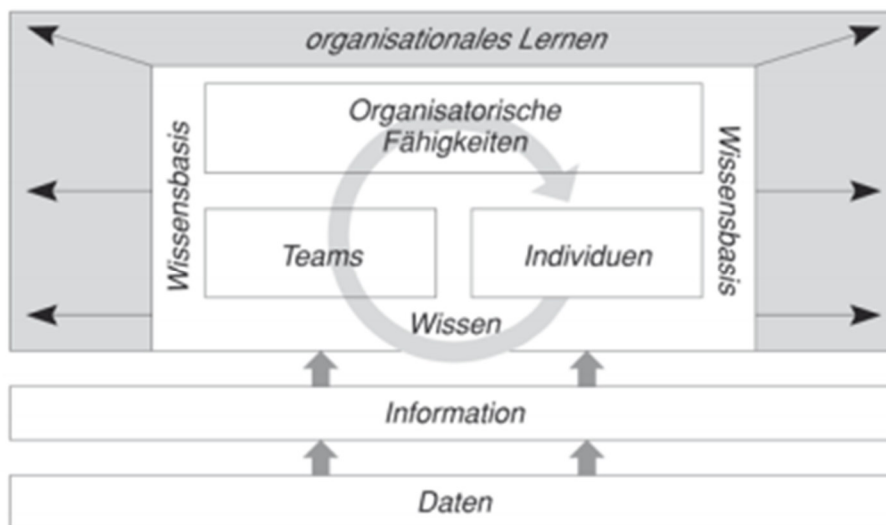 organisationales Lernen
Organisatorische
Fähigkeiten
Wissensbasis
Wissensbasis
Teams
Individuen
Wissen
Information
Daten